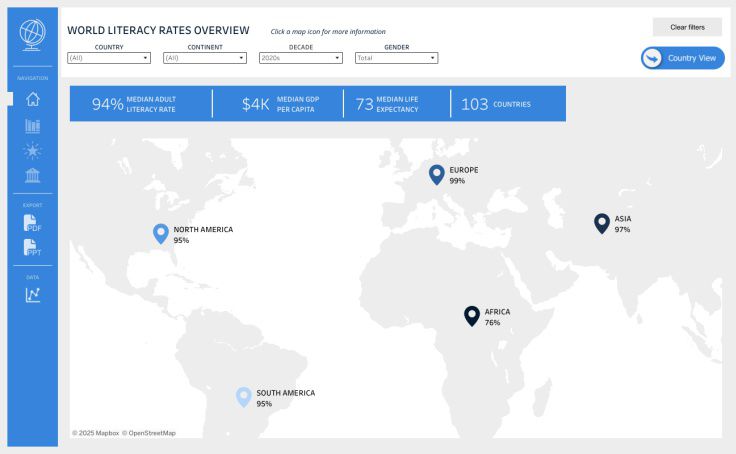 WORLD LITERACY RATES OVERVIEW
Click a map icon for more information
Clear filters
COUNTRY
CONTINENT
DECADE
GENDER
(All)
(All)
2020s
Total
Country View
NAVIGATION
94% MEDIAN ADULT LITERACY RATE
$4K MEDIAN GDP PER CAPITA
73 MEDIAN LIFE EXPECTANCY
103 COUNTRIES
EUROPE
99%
ASIA
97%
NORTH AMERICA
95%
EXPORT
PDF
PPT
DATA
AFRICA
76%
SOUTH AMERICA
95%
© 2025 Mapbox © OpenStreetMap